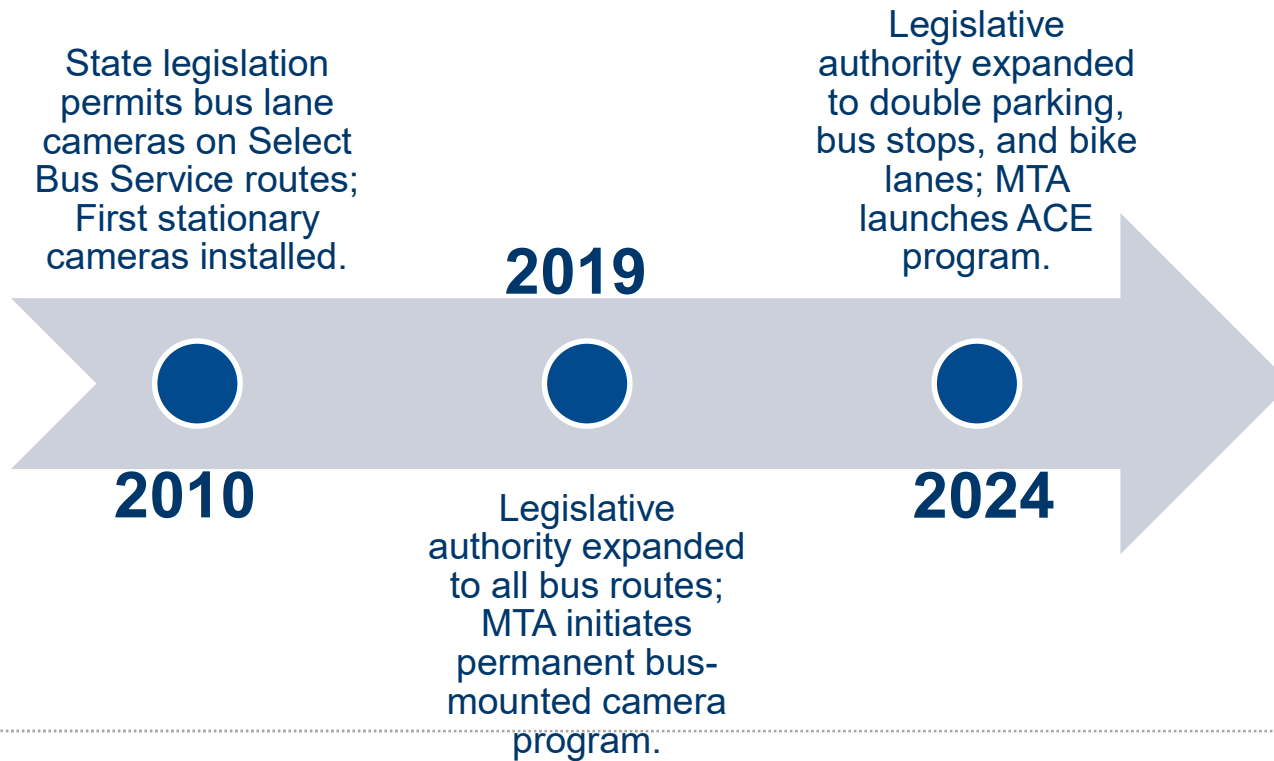 State legislation
permits bus lane
cameras on Select
Bus Service routes;
First stationary
cameras installed.
2010
2019
Legislative
authority expanded
to all bus routes;
MTA initiates
permanent bus-
mounted camera
program.
Legislative
authority expanded
to double parking,
bus stops, and bike
lanes; MTA
launches ACE
program.
2024